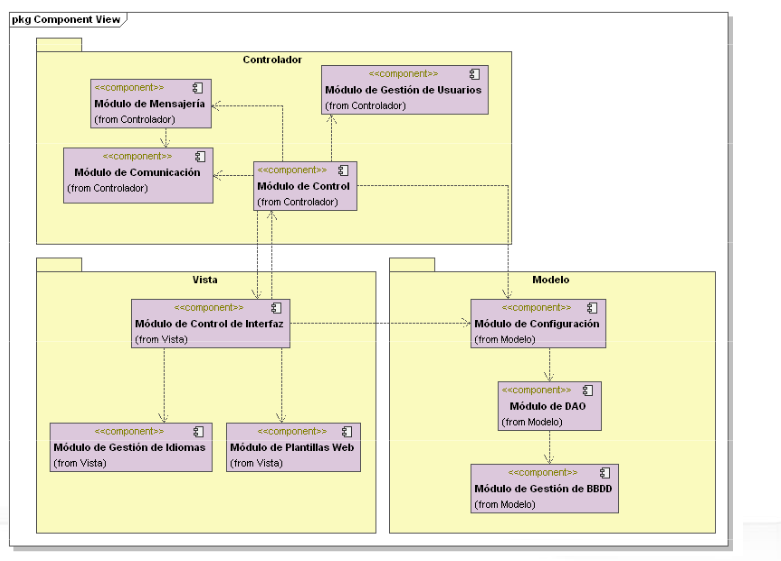 pkg Component View
Controlador
<<component>>
Módulo de Mensajería
(from Controlador)
<<component>>
Módulo de Gestión de Usuarios
(from Controlador)
<<component>>
Módulo de Comunicación
(from Controlador)
<<component>>
Módulo de Control
(from Controlador)
Vista
<<component>>
Módulo de Control de Interfaz
(from Vista)
<<component>>
Módulo de Gestión de Idiomas
(from Vista)
<<component>>
Módulo de Plantillas Web
(from Vista)
Modelo
<<component>>
Módulo de Configuración
(from Modelo)
<<component>>
Módulo de DAO
(from Modelo)
<<component>>
Módulo de Gestión de BBDD
(from Modelo)